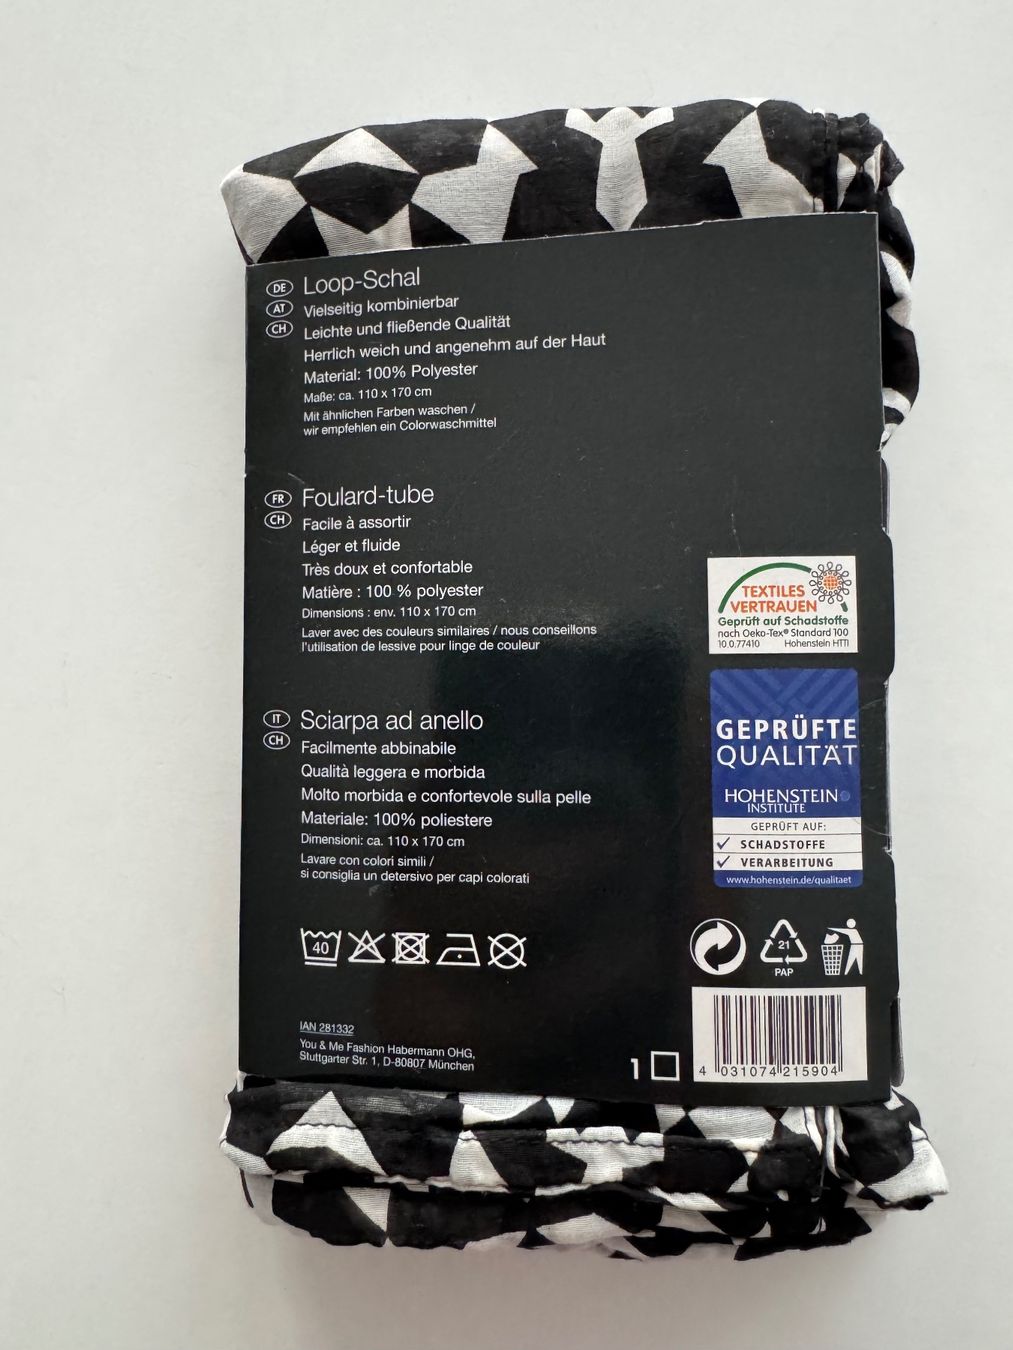 DE Loop-Schal
AT Vielseitig kombinierbar
CH Leichte und fließende Qualität
Herrlich weich und angenehm auf der Haut
Material: 100% Polyester
Maße: ca. 110 x 170 cm
Mit ähnlichen Farben waschen /
wir empfehlen ein Colorwaschmittel
FR Foulard-tube
CH Facile à assortir
Léger et fluide
Très doux et confortable
Matière : 100 % polyester
Dimensions : env. 110 x 170 cm
Laver avec des couleurs similaires / nous conseillons
l'utilisation de lessive pour linge de couleur
IT Sciarpa ad anello
CH Facilmente abbinabile
Qualità leggera e morbida
Molto morbida e confortevole sulla pelle
Materiale: 100% poliestere
Dimensioni: ca. 110 x 170 cm
Lavare con colori simili /
si consiglia un detersivo per capi colorati
40
IAN 281332
You & Me Fashion Habermann OHG,
Stuttgarter Str. 1, D-80807 München
TEXTILES
VERTRAUEN
Geprüft auf Schadstoffe
nach Oeko-Tex® Standard 100
10.0.77410 Hohenstein HTTI
GEPRÜFTE
QUALITÄT
HOHENSTEIN
INSTITUTE
GEPRÜFT AUF:
SCHADSTOFFE
VERARBEITUNG
www.hohenstein.de/qualitaet
21
PAP
1
4 031074 215904